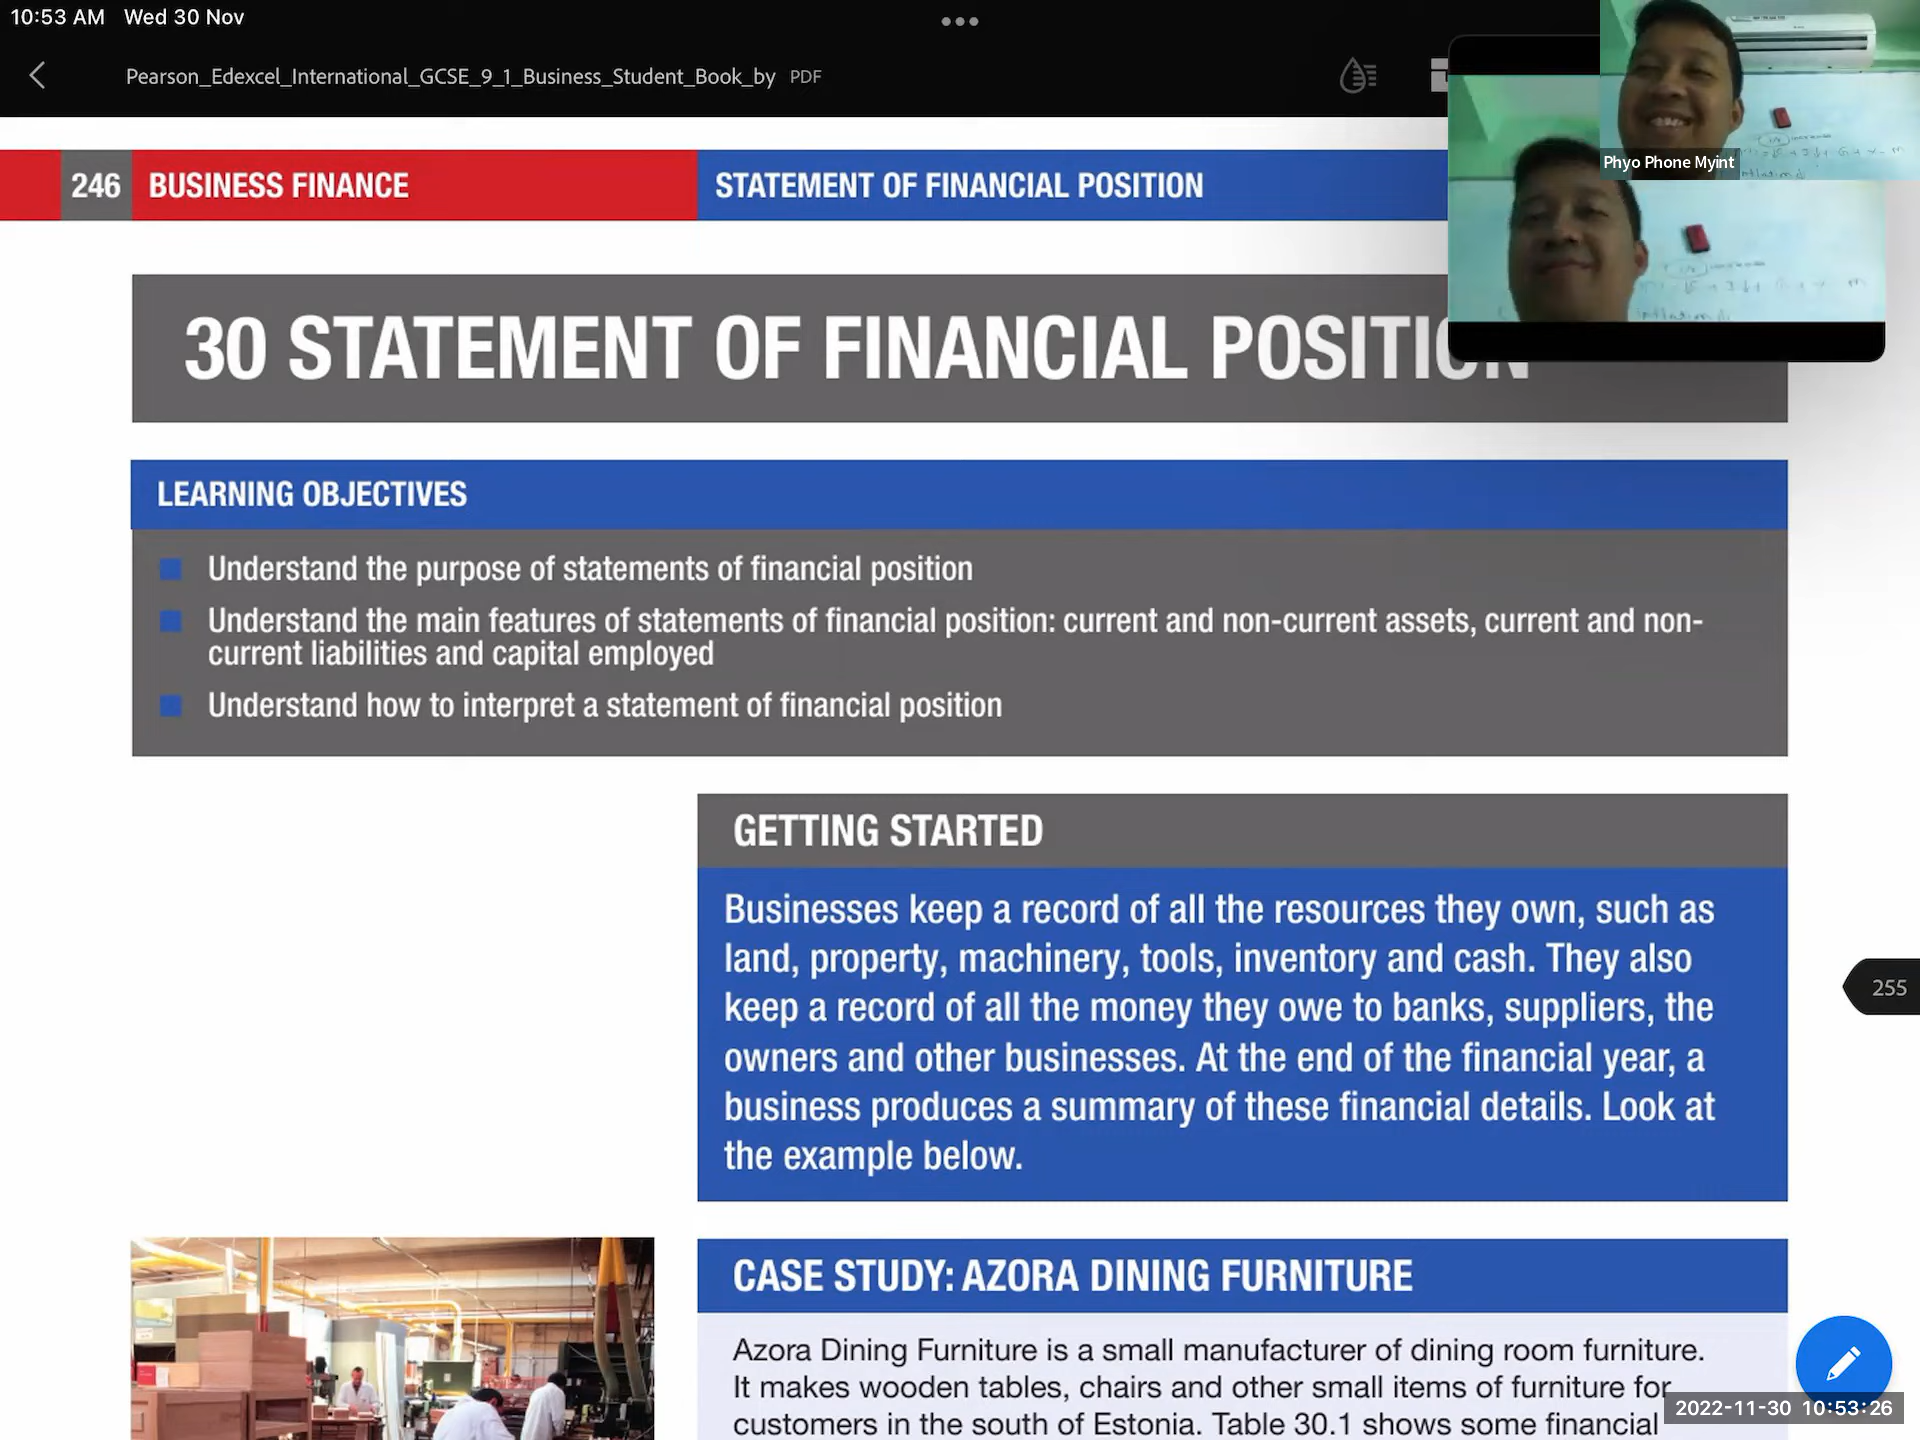 10:53 AM Wed 30 Nov
Pearson_Edexcel_International_GCSE_9_1_Business_Student_Book_by PDF
Phyo Phone Myint
246 BUSINESS FINANCE STATEMENT OF FINANCIAL POSITION
30 STATEMENT OF FINANCIAL POSITION
LEARNING OBJECTIVES
Understand the purpose of statements of financial position
Understand the main features of statements of financial position: current and non-current assets, current and non-
current liabilities and capital employed
Understand how to interpret a statement of financial position
GETTING STARTED
Businesses keep a record of all the resources they own, such as
land, property, machinery, tools, inventory and cash. They also
keep a record of all the money they owe to banks, suppliers, the
owners and other businesses. At the end of the financial year, a
business produces a summary of these financial details. Look at
the example below.
255
CASE STUDY: AZORA DINING FURNITURE
Azora Dining Furniture is a small manufacturer of dining room furniture.
It makes wooden tables, chairs and other small items of furniture for
customers in the south of Estonia. Table 30.1 shows some financial
2022-11-30 10:53:26